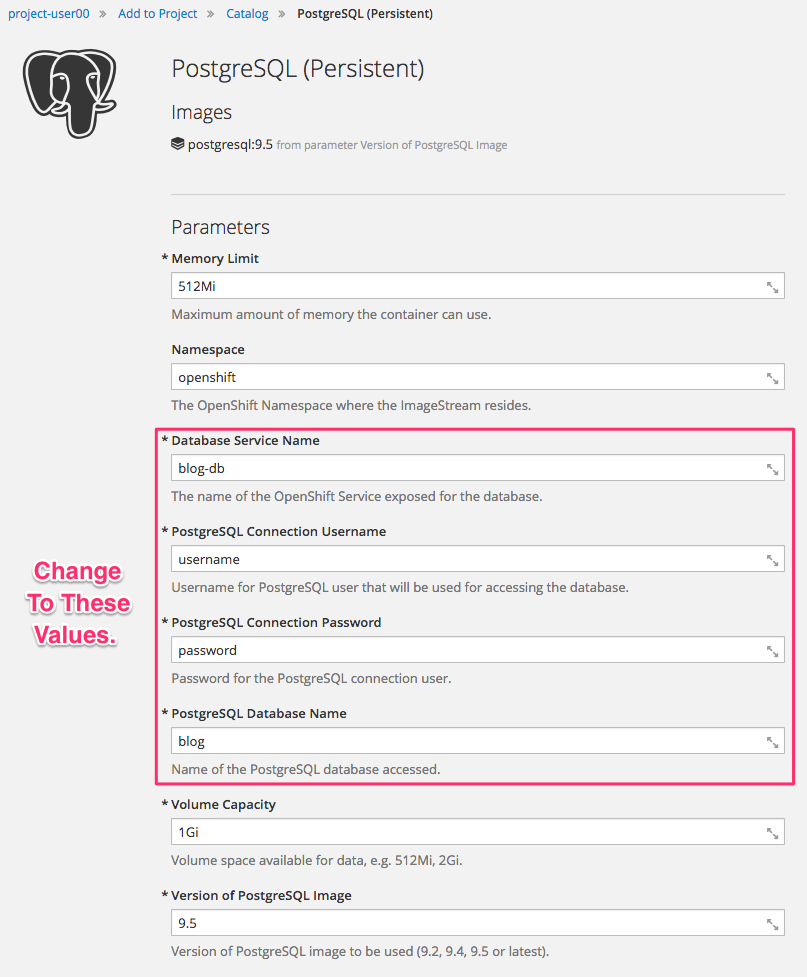 project-user00 » Add to Project » Catalog » PostgreSQL (Persistent)
PostgreSQL (Persistent)
Images
postgresql:9.5 from parameter Version of PostgreSQL Image
Parameters
* Memory Limit
512Mi
Maximum amount of memory the container can use.
Namespace
openshift
The OpenShift Namespace where the ImageStream resides.
* Database Service Name
blog-db
The name of the OpenShift Service exposed for the database.
* PostgreSQL Connection Username
username
Username for PostgreSQL user that will be used for accessing the database.
* PostgreSQL Connection Password
password
Password for the PostgreSQL connection user.
* PostgreSQL Database Name
blog
Name of the PostgreSQL database accessed.
Change
To These
Values.
* Volume Capacity
1Gi
Volume space available for data, e.g. 512Mi, 2Gi.
* Version of PostgreSQL Image
9.5
Version of PostgreSQL image to be used (9.2, 9.4, 9.5 or latest).